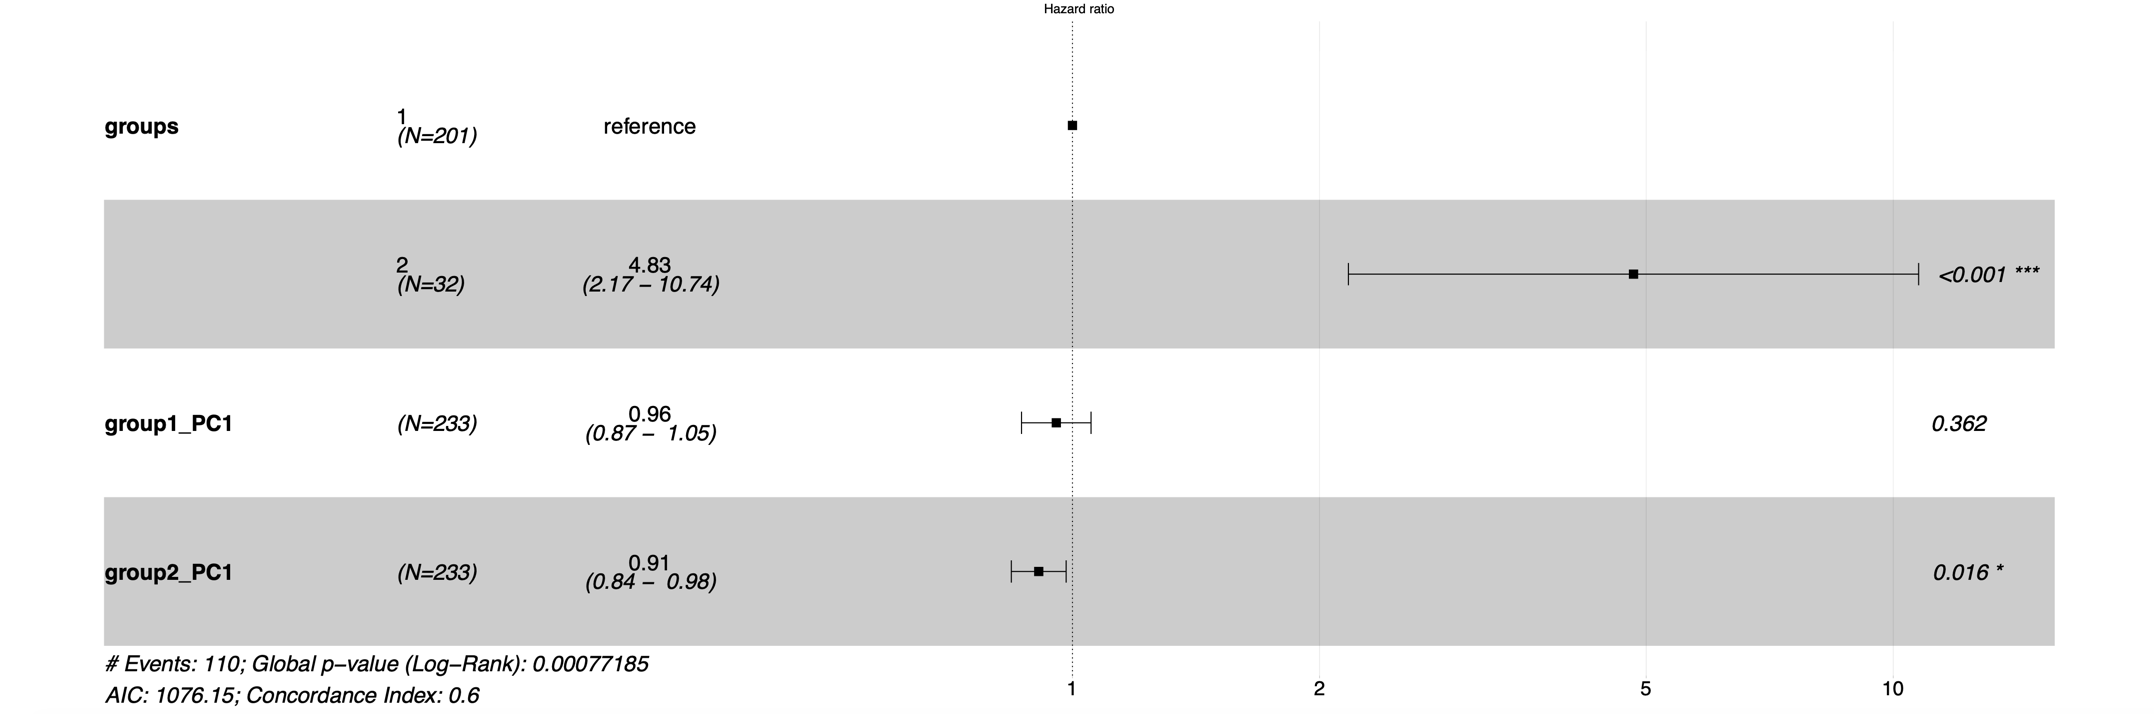 Hazard ratio
groups
1
(N=201)
reference
2
(N=32)
4.83
(2.17 – 10.74)
<0.001 ***
group1_PC1
(N=233)
0.96
(0.87 – 1.05)
0.362
group2_PC1
(N=233)
0.91
(0.84 – 0.98)
0.016 *
# Events: 110; Global p−value (Log−Rank): 0.00077185
AIC: 1076.15; Concordance Index: 0.6
1 2 5 10